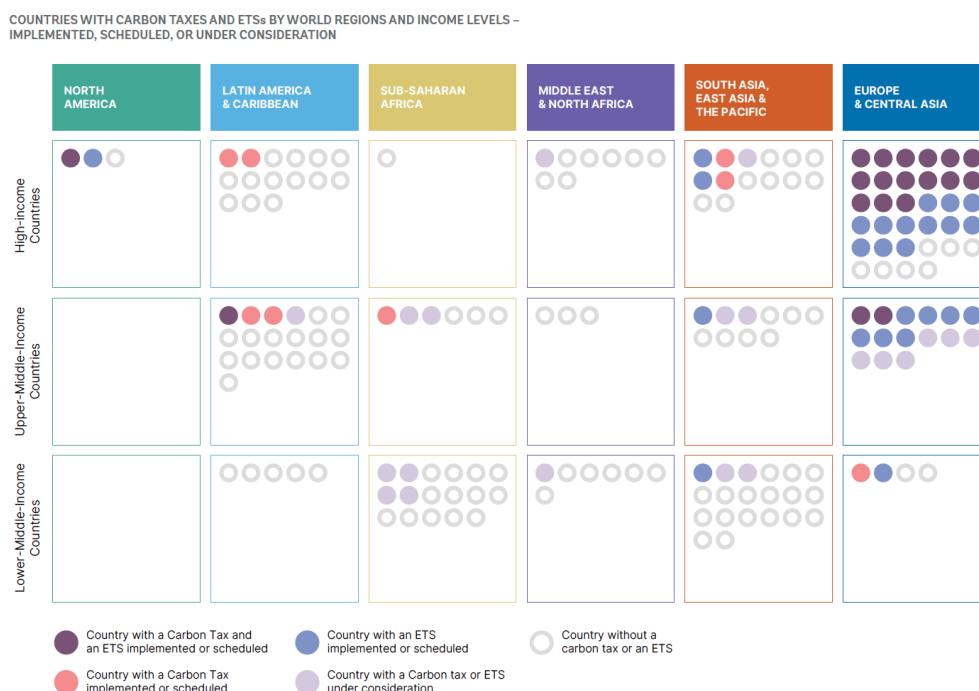 COUNTRIES WITH CARBON TAXES AND ETSs BY WORLD REGIONS AND INCOME LEVELS –
IMPLEMENTED, SCHEDULED, OR UNDER CONSIDERATION
NORTH
AMERICA
LATIN AMERICA
& CARIBBEAN
SUB-SAHARAN
AFRICA
MIDDLE EAST
& NORTH AFRICA
SOUTH ASIA,
EAST ASIA &
THE PACIFIC
EUROPE
& CENTRAL ASIA
High-income
Countries
Upper-Middle-Income
Countries
Lower-Middle-Income
Countries
Country with a Carbon Tax and
an ETS implemented or scheduled
Country with an ETS
implemented or scheduled
Country without a
carbon tax or an ETS
Country with a Carbon Tax
implemented or scheduled
Country with a Carbon tax or ETS
under consideration